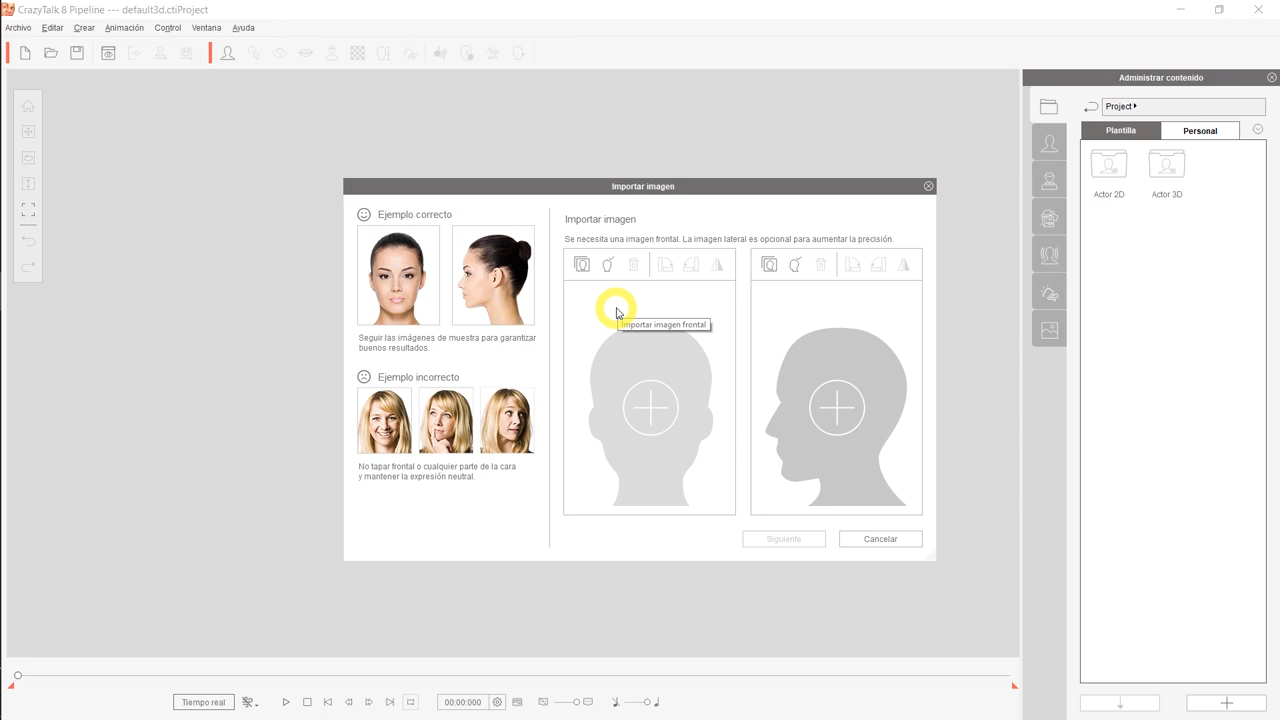 CrazyTalk 8 Pipeline --- default3d.ctiProject
Archivo Editar Crear Animación Control Ventana Ayuda
Administrar contenido
Project
Plantilla Personal
Actor 2D Actor 3D
Importar imagen
Ejemplo correcto
Seguir las imágenes de muestra para garantizar
buenos resultados.
Ejemplo incorrecto
No tapar frontal o cualquier parte de la cara
y mantener la expresión neutral.
Importar imagen
Se necesita una imagen frontal. La imagen lateral es opcional para aumentar la precisión.
Importar imagen frontal
Siguiente Cancelar
Tiempo real 00:00:000